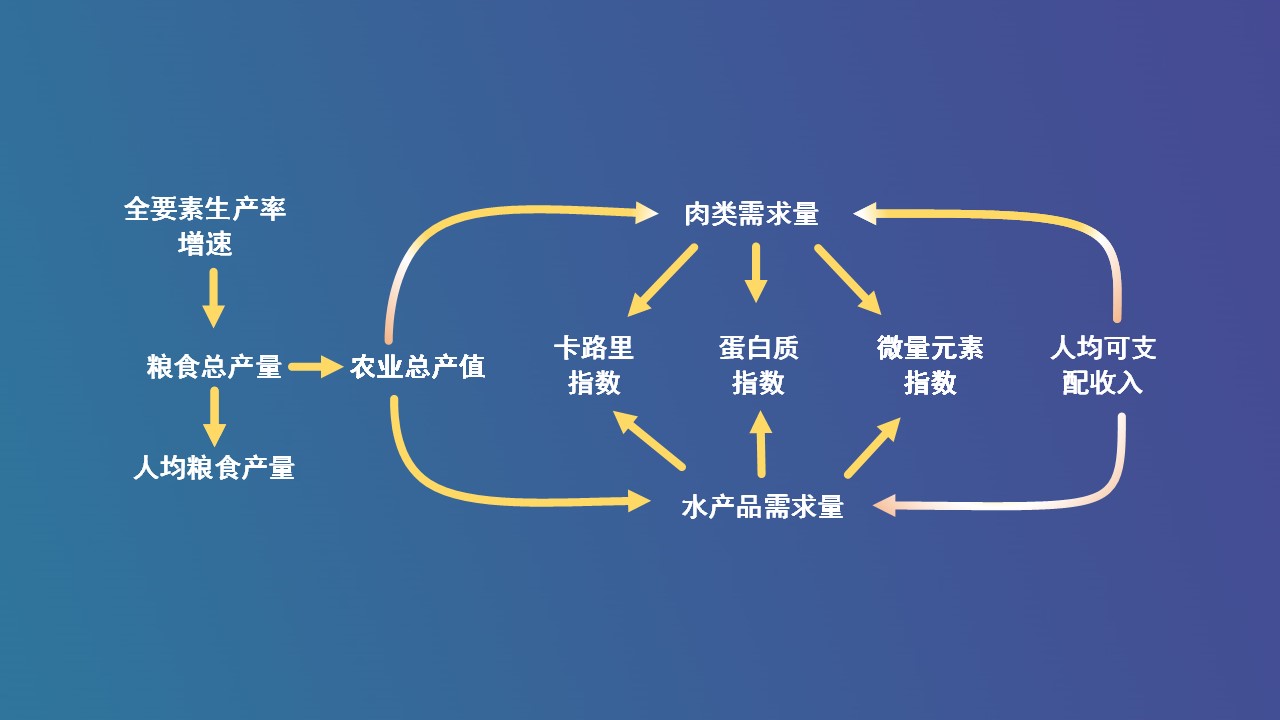 全要素生产率
增速
粮食总产量
人均粮食产量
农业总产值
肉类需求量
卡路里
指数
蛋白质
指数
微量元素
指数
水产品需求量
人均可支
配收入